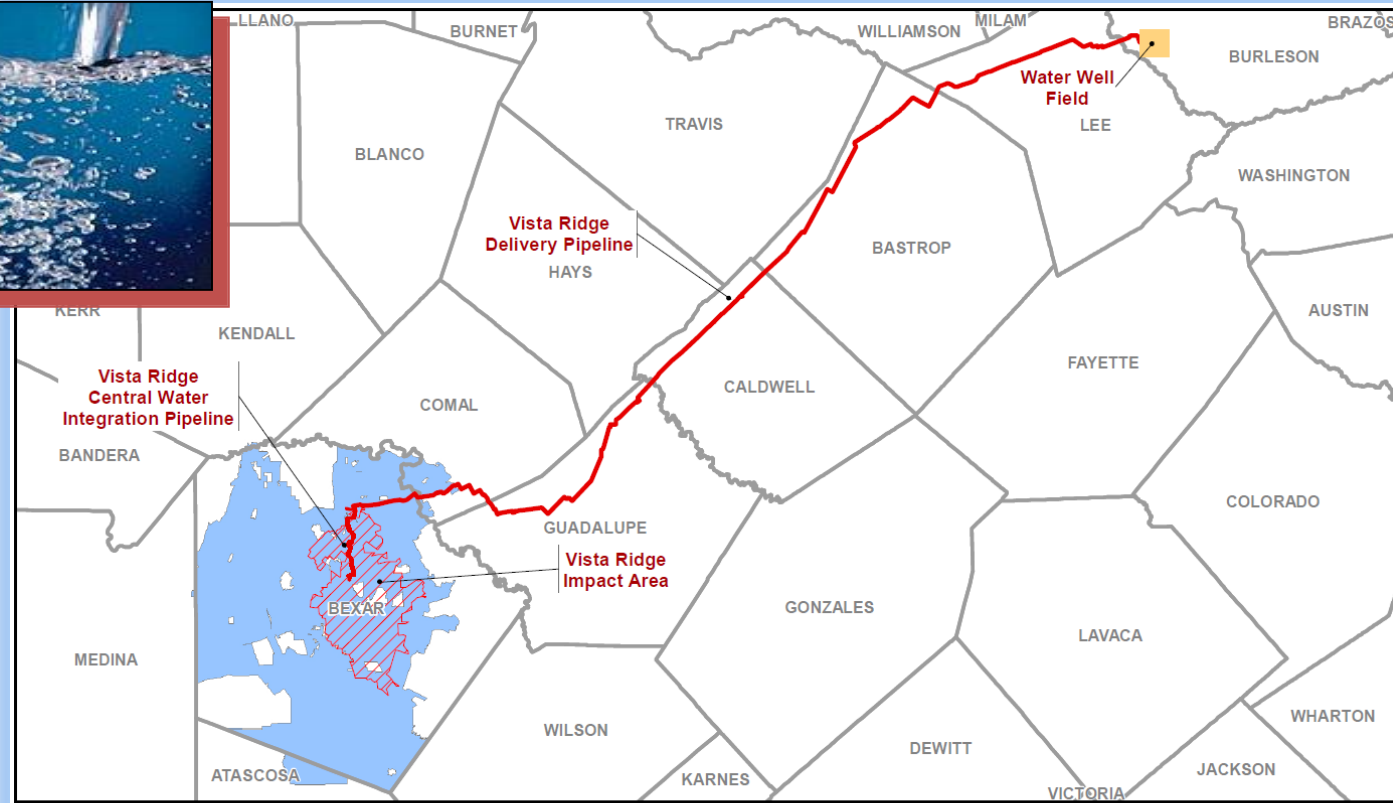 LLANO
BURNET
WILLIAMSON
MILAM
BRAZOS
BURLESON
Water Well
Field
LEE
TRAVIS
BLANCO
WASHINGTON
Vista Ridge
Delivery Pipeline
HAYS
BASTROP
KERR
KENDALL
AUSTIN
FAYETTE
Vista Ridge
Central Water
Integration Pipeline
COMAL
CALDWELL
BANDERA
COLORADO
GUADALUPE
Vista Ridge
Impact Area
BEXAR
GONZALES
LAVACA
MEDINA
WILSON
WHARTON
DEWITT
ATASCOSA
KARNES
JACKSON
VICTORIA